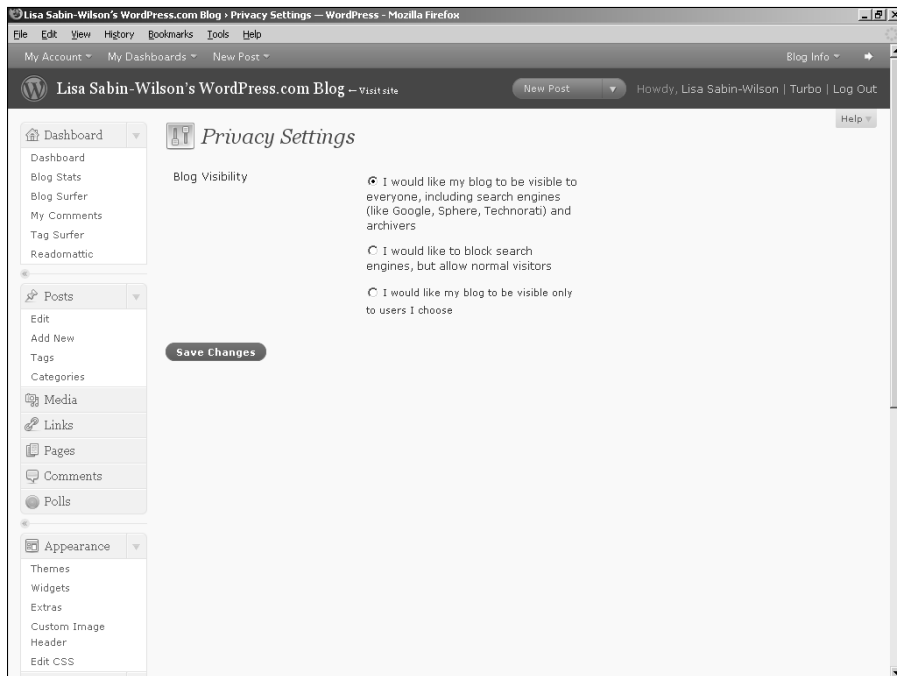 Lisa Sabin-Wilson's WordPress.com Blog › Privacy Settings — WordPress - Mozilla Firefox
File Edit View History Bookmarks Tools Help
My Account My Dashboards New Post Blog Info
Lisa Sabin-Wilson's WordPress.com Blog – Visit site New Post Howdy, Lisa Sabin-Wilson | Turbo | Log Out
Help
Privacy Settings
Dashboard
Dashboard
Blog Stats
Blog Surfer
My Comments
Tag Surfer
Readomattic
Posts
Edit
Add New
Tags
Categories
Media
Links
Pages
Comments
Polls
Appearance
Themes
Widgets
Extras
Custom Image
Header
Edit CSS
Blog Visibility
I would like my blog to be visible to
everyone, including search engines
(like Google, Sphere, Technorati) and
archivers
I would like to block search
engines, but allow normal visitors
I would like my blog to be visible only
to users I choose
Save Changes